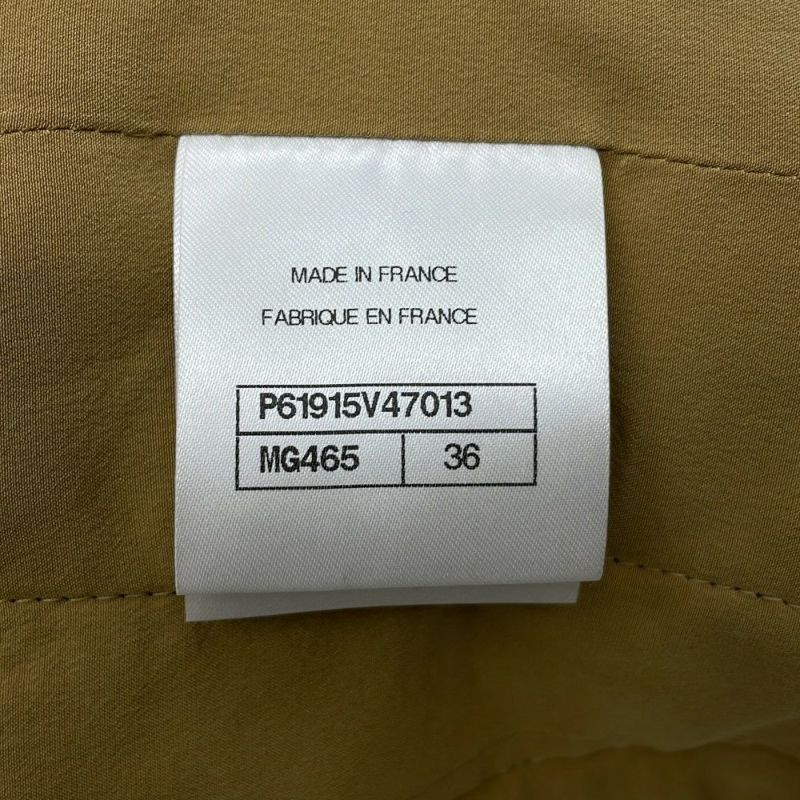 MADE IN FRANCE
FABRIQUE EN FRANCE
P61915V47013
MG465 36